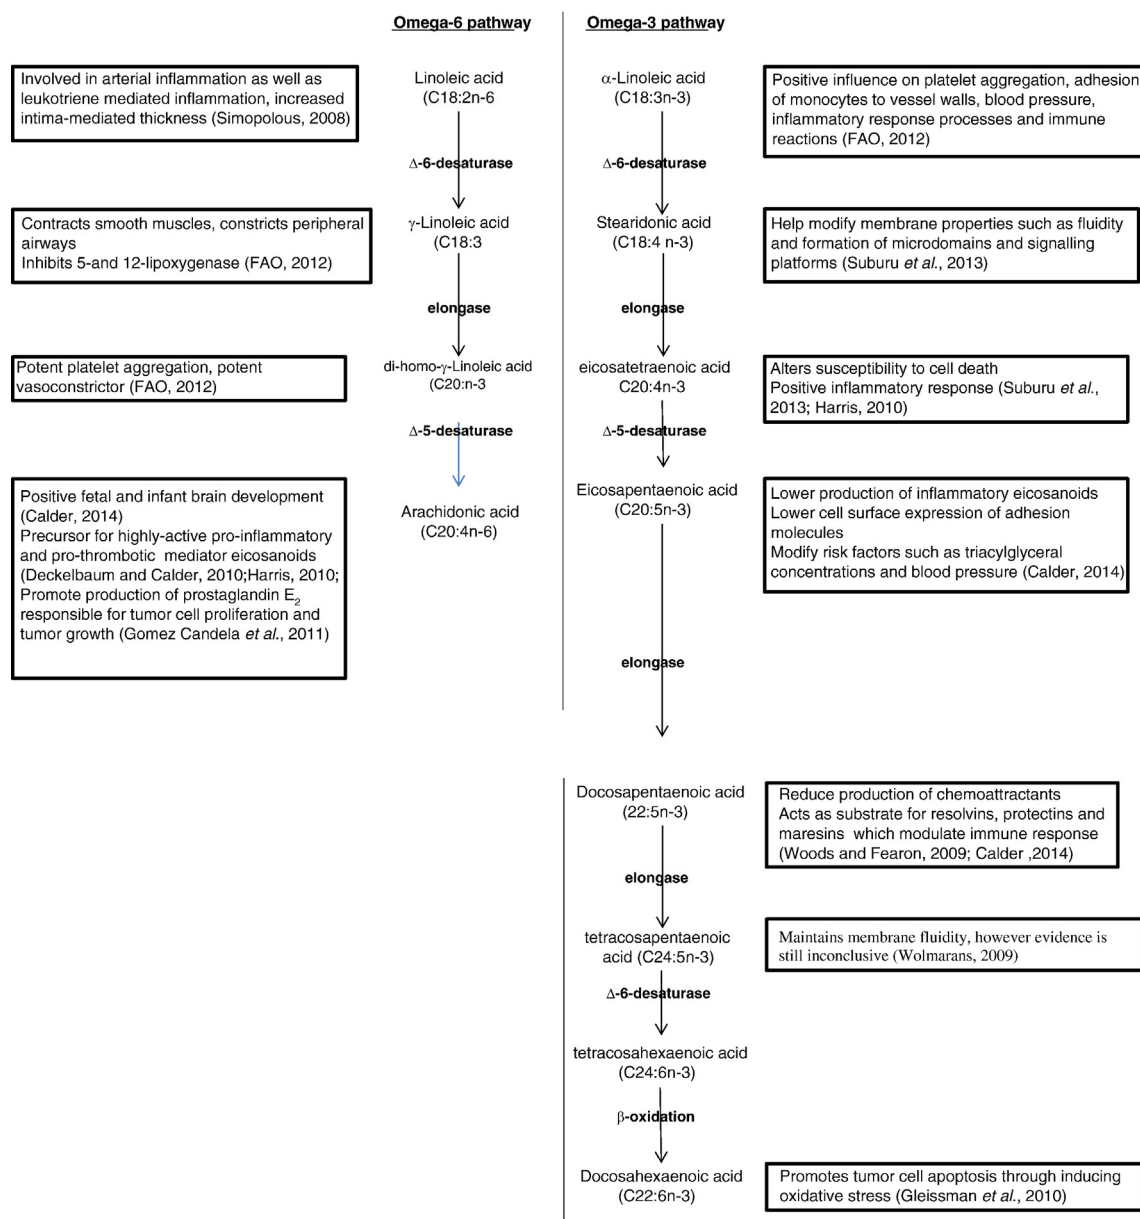 Omega-6 pathway
Omega-3 pathway
Involved in arterial inflammation as well as
leukotriene mediated inflammation, increased
intima-mediated thickness (Simopolous, 2008)
Linoleic acid
(C18:2n-6
α-Linoleic acid
(C18:3n-3)
Positive influence on platelet aggregation, adhesion
of monocytes to vessel walls, blood pressure,
inflammatory response processes and immune
reactions (FAO, 2012)
Δ-6-desaturase
Δ-6-desaturase
Contracts smooth muscles, constricts peripheral
airways
Inhibits 5-and 12-lipoxygenase (FAO, 2012)
γ-Linoleic acid
(C18:3
Stearidonic acid
(C18:4 n-3)
Help modify membrane properties such as fluidity
and formation of microdomains and signalling
platforms (Suburu et al., 2013)
elongase
elongase
Potent platelet aggregation, potent
vasoconstrictor (FAO, 2012)
di-homo-γ-Linoleic acid
(C20:n-3
eicosatetraenoic acid
C20:4n-3
Alters susceptibility to cell death
Positive inflammatory response (Suburu et al.,
2013; Harris, 2010)
Δ-5-desaturase
Δ-5-desaturase
Positive fetal and infant brain development
(Calder, 2014)
Precursor for highly-active pro-inflammatory
and pro-thrombotic mediator eicosanoids
(Deckelbaum and Calder, 2010;Harris, 2010;
Promote production of prostaglandin E2
responsible for tumor cell proliferation and
tumor growth (Gomez Candela et al., 2011)
Arachidonic acid
(C20:4n-6)
Eicosapentaenoic acid
(C20:5n-3)
Lower production of inflammatory eicosanoids
Lower cell surface expression of adhesion
molecules
Modify risk factors such as triacylglyceral
concentrations and blood pressure (Calder, 2014)
elongase
Docosapentaenoic acid
(22:5n-3)
Reduce production of chemoattractants
Acts as substrate for resolvins, protectins and
maresins which modulate immune response
(Woods and Fearon, 2009; Calder ,2014)
elongase
tetracosapentaenoic
acid (C24:5n-3)
Maintains membrane fluidity, however evidence is
still inconclusive (Wolmarans, 2009)
Δ-6-desaturase
tetracosahexaenoic acid
(C24:6n-3)
β-oxidation
Docosahexaenoic acid
(C22:6n-3)
Promotes tumor cell apoptosis through inducing
oxidative stress (Gleissman et al., 2010)